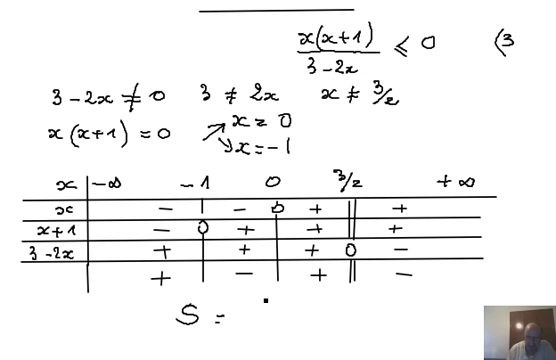 x(x+1)/3-2x ≤ 0 (3
3-2x ≠ 0 3 ≠ 2x x ≠ 3/2
x(x+1) = 0 ↗ x = 0
↘ x = -1
x -∞ -1 0 3/2 +∞
x - | - 0 + || +
x+1 - 0 + + || +
3-2x + + + 0 -
+ - + || -
S =